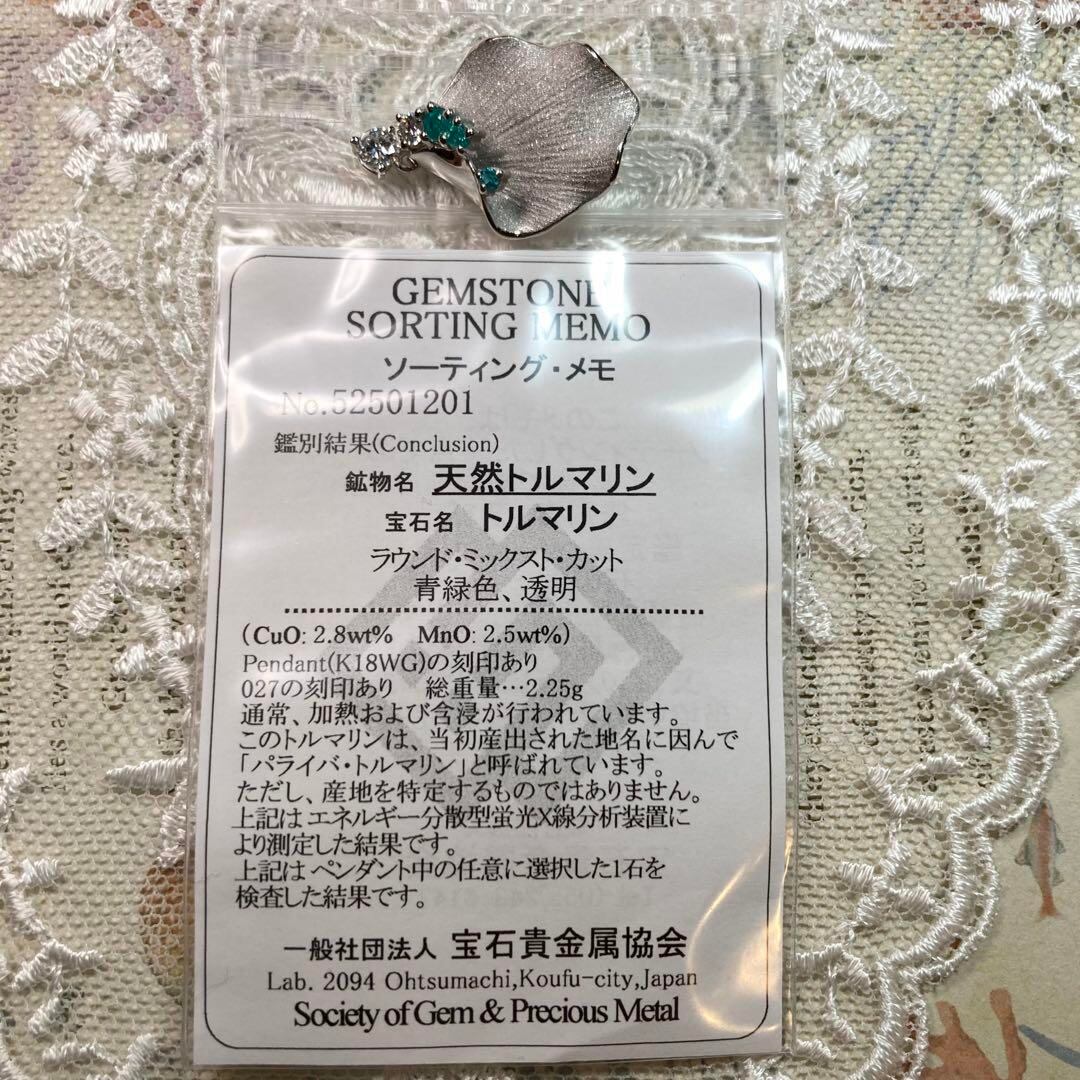 GEMSTONE
SORTING MEMO
ソーティング・メモ
No.52501201
鑑別結果(Conclusion)
鉱物名 天然トルマリン
宝石名 トルマリン
ラウンド・ミックスト・カット
青緑色、透明
(CuO: 2.8wt% MnO: 2.5wt%)
Pendant(K18WG)の刻印あり
027の刻印あり 総重量…2.25g
通常、加熱および含浸が行われています。
このトルマリンは、当初産出された地名に因んで
「パライバ・トルマリン」と呼ばれています。
ただし、産地を特定するものではありません。
上記は エネルギー分散型蛍光X線分析装置に
より測定した結果です。
上記は ペンダント中の任意に選択した1石を
検査した結果です。
一般社団法人 宝石貴金属協会
Lab. 2094 Ohtsumachi,Koufu-city,Japan
Society of Gem & Precious Metal